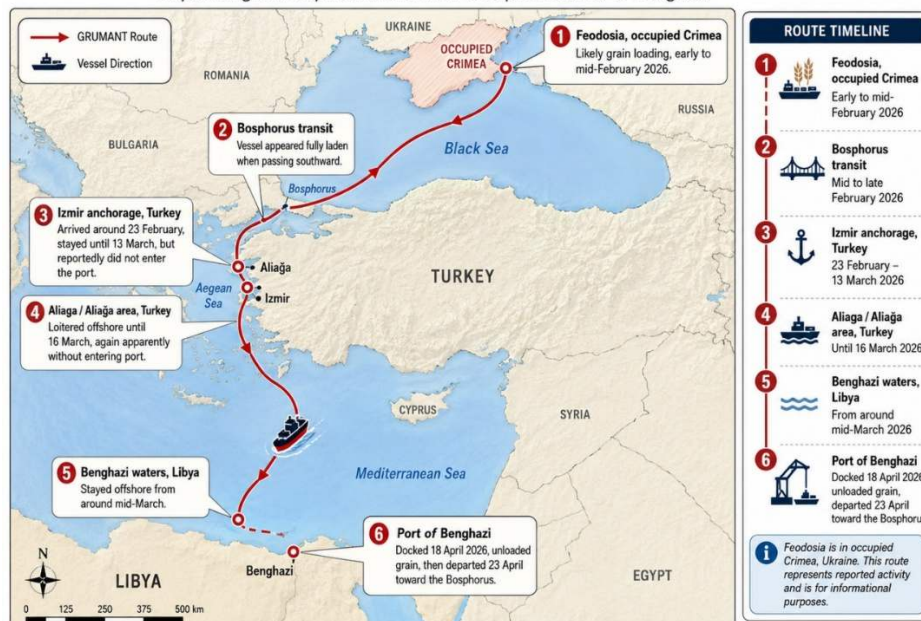 GRUMANT Route
Vessel Direction
UKRAINE
OCCUPIED
CRIMEA
ROMANIA
BULGARIA
RUSSIA
Black Sea
Bosphorus
TURKEY
Aliağa
Izmir
Aegean
Sea
CYPRUS
SYRIA
Mediterranean Sea
LIBYA
Benghazi
EGYPT
1 Feodosia, occupied Crimea
Likely grain loading, early to
mid-February 2026.
2 Bosphorus transit
Vessel appeared fully laden
when passing southward.
3 Izmir anchorage, Turkey
Arrived around 23 February,
stayed until 13 March, but
reportedly did not enter
the port.
4 Aliaga / Aliağa area, Turkey
Loitered offshore until
16 March, again apparently
without entering port.
5 Benghazi waters, Libya
Stayed offshore from
around mid-March.
6 Port of Benghazi
Docked 18 April 2026, unloaded
grain, then departed 23 April
toward the Bosphorus.
N
0 125 250 375 500 km
ROUTE TIMELINE
1
Feodosia,
occupied Crimea
Early to mid-
February 2026
2
Bosphorus
transit
Mid to late
February 2026
3
Izmir anchorage,
Turkey
23 February –
13 March 2026
4
Aliaga / Aliağa
area, Turkey
Until 16 March 2026
5
Benghazi waters,
Libya
From around
mid-March 2026
6
Port of Benghazi
Docked 18 April 2026
unloaded grain,
departed 23 April
toward the Bosphoru
i
Feodosia is in occupied
Crimea, Ukraine. This route
represents reported activity
and is for informational
purposes.